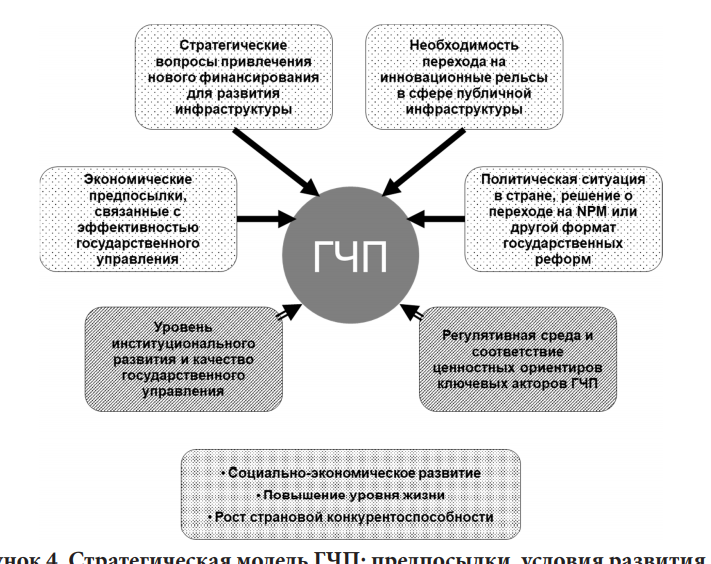 Стратегические
вопросы привлечения
нового финансирования
для развития
инфраструктуры
Необходимость
перехода на
инновационные рельсы
в сфере публичной
инфраструктуры
Экономические
предпосылки,
связанные с
эффективностью
государственного
управления
ГЧП
Политическая ситуация
в стране, решение о
переходе на NPM или
другой формат
государственных
реформ
Уровень
институционального
развития и качество
государственного
управления
Регулятивная среда и
соответствие
ценностных ориентиров
ключевых акторов ГЧП
• Социально-экономическое развитие
• Повышение уровня жизни
• Рост страновой конкурентоспособности
унок 4. Стратегическая модель ГЧП: предпосылки, условия развития